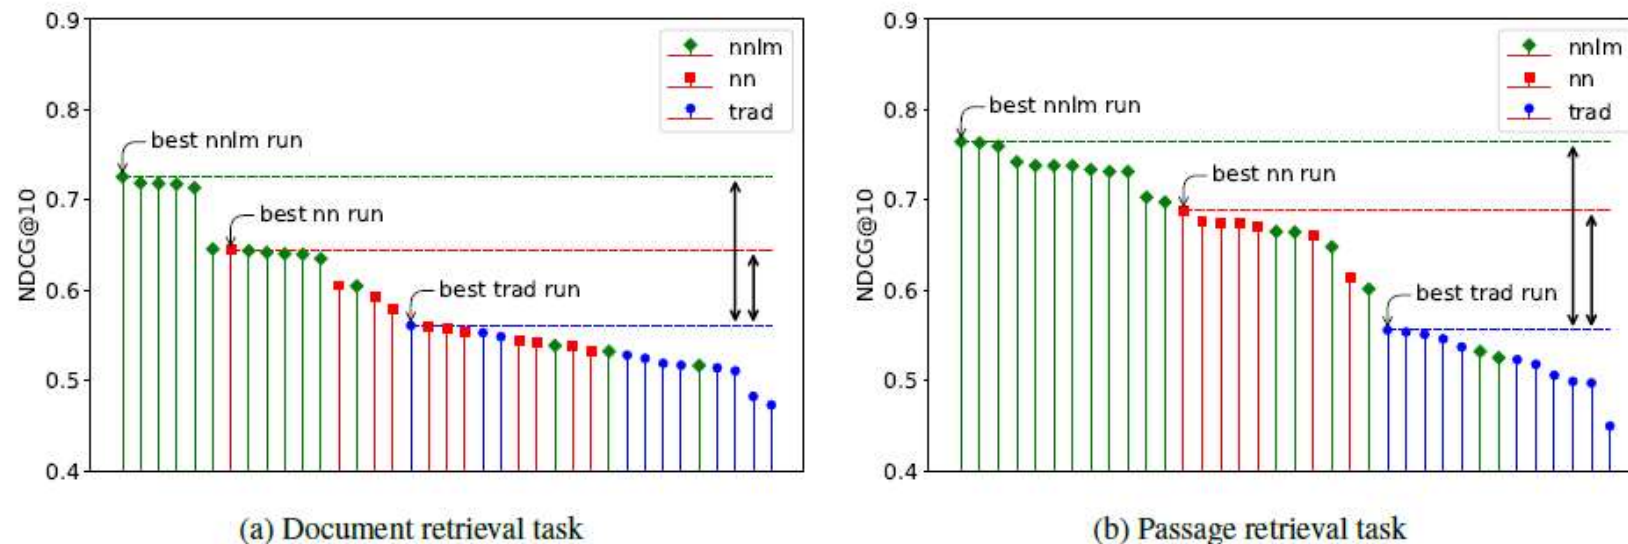 0.9
0.8
0.7
0.6
0.5
0.4
NDCG@10
nnlm
nn
trad
best nnlm run
best nn run
best trad run
(a) Document retrieval task
0.9
0.8
0.7
0.6
0.5
0.4
NDCG@10
nnlm
nn
trad
best nnlm run
best nn run
best trad run
(b) Passage retrieval task